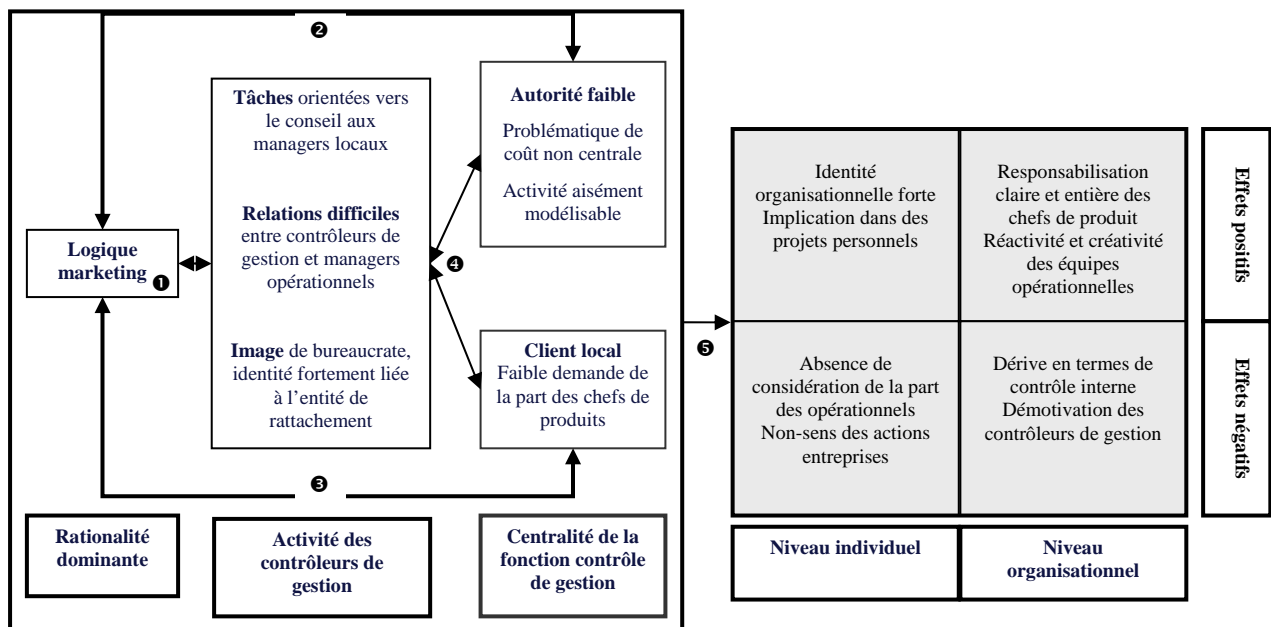 ❷
Tâches orientées vers
le conseil aux
managers locaux
Relations difficiles
entre contrôleurs de
gestion et managers
opérationnels
Image de bureaucrate,
identité fortement liée
à l'entité de
rattachement
Logique
marketing ❶
Autorité faible
Problématique de
coût non centrale
Activité aisément
modélisable
❹
Client local
Faible demande de
la part des chefs de
produits
❸
Rationalité
dominante
Activité des
contrôleurs de
gestion
Centralité de la
fonction contrôle
de gestion
❺
Identité
organisationnelle forte
Implication dans des
projets personnels
Responsabilisation
claire et entière des
chefs de produit
Réactivité et créativité
des équipes
opérationnelles
Effets positifs
Absence de
considération de la part
des opérationnels
Non-sens des actions
entreprises
Dérive en termes de
contrôle interne
Démotivation des
contrôleurs de gestion
Effets négatifs
Niveau individuel
Niveau
organisationnel